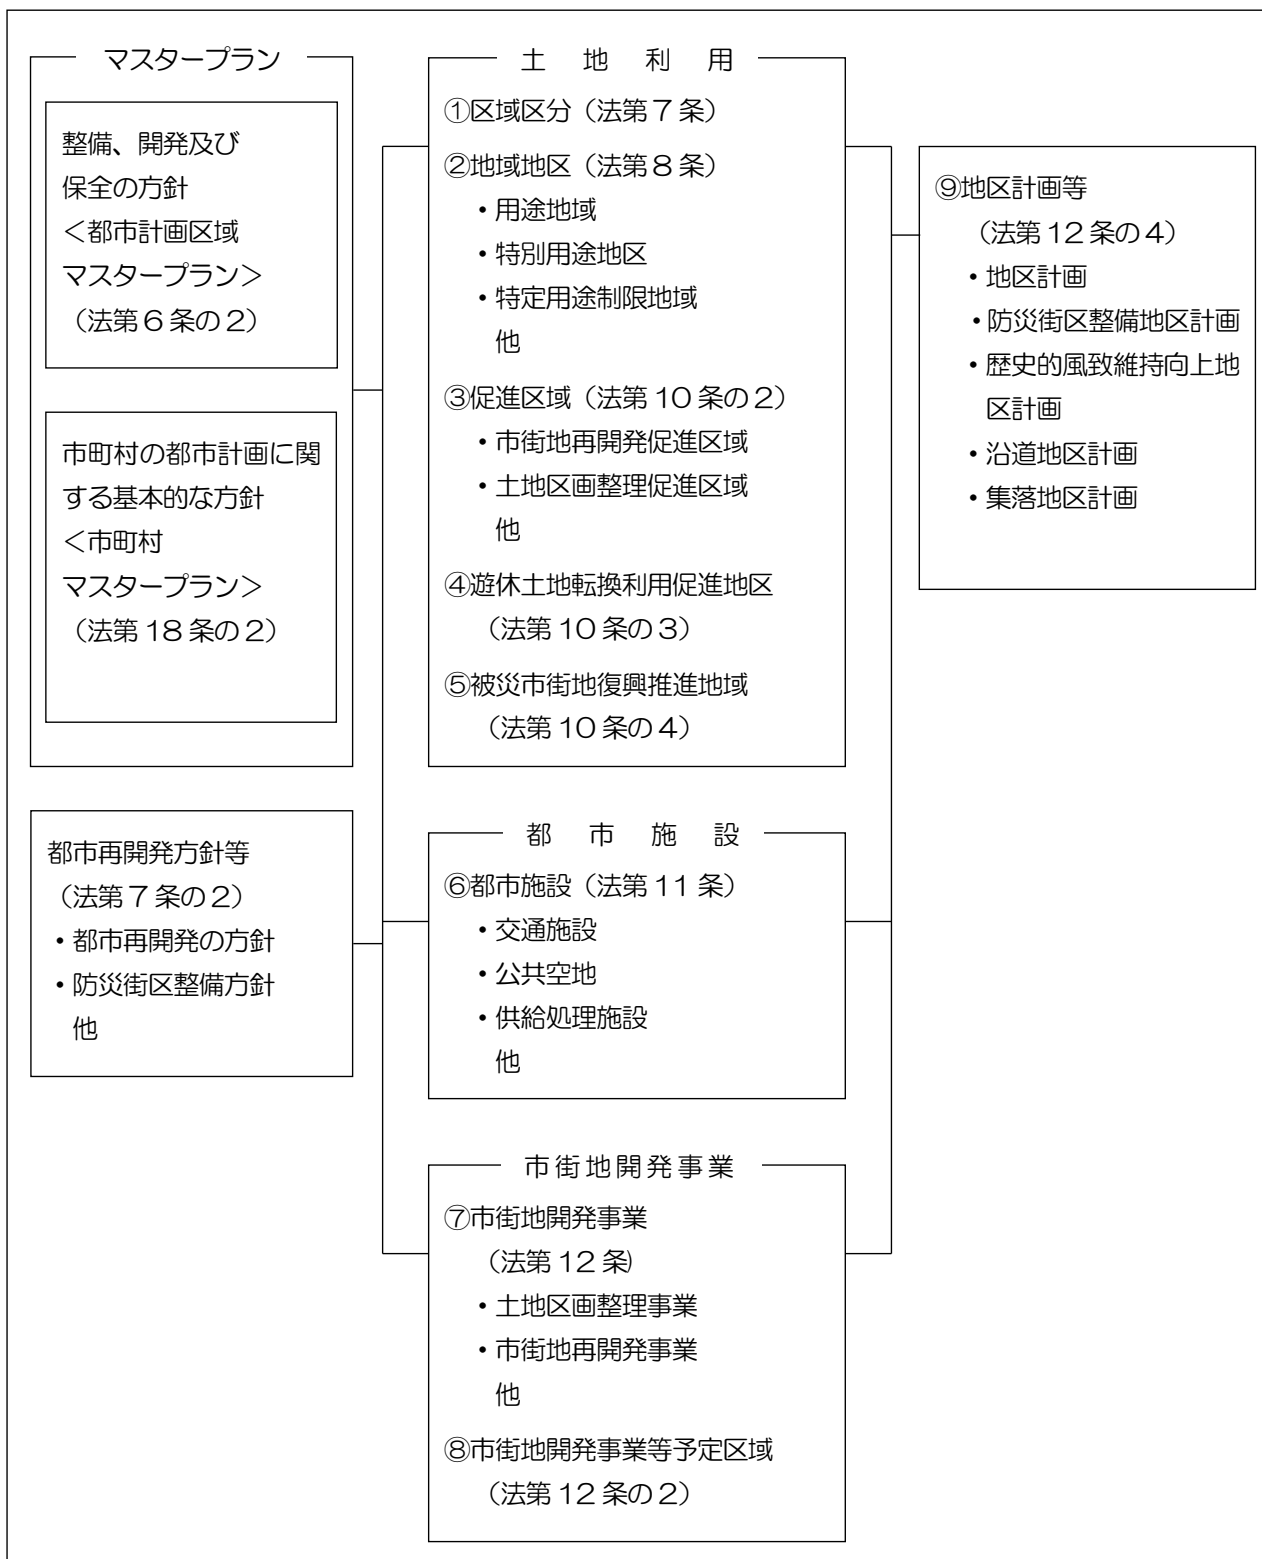 マスタープラン
整備、開発及び
保全の方針
＜都市計画区域
マスタープラン＞
（法第６条の２）
市町村の都市計画に関
する基本的な方針
＜市町村
マスタープラン＞
（法第18条の２）
都市再開発方針等
（法第７条の２）
・都市再開発の方針
・防災街区整備方針
他
土地利用
①区域区分（法第７条）
②地域地区（法第８条）
・用途地域
・特別用途地区
・特定用途制限地域
他
③促進区域（法第10条の２）
・市街地再開発促進区域
・土地区画整理促進区域
他
④遊休土地転換利用促進地区
（法第10条の３）
⑤被災市街地復興推進地域
（法第10条の４）
都市施設
⑥都市施設（法第11条）
・交通施設
・公共空地
・供給処理施設
他
市街地開発事業
⑦市街地開発事業
（法第12条)
・土地区画整理事業
・市街地再開発事業
他
⑧市街地開発事業等予定区域
（法第12条の２）
⑨地区計画等
（法第12条の４）
・地区計画
・防災街区整備地区計画
・歴史的風致維持向上地
区計画
・沿道地区計画
・集落地区計画